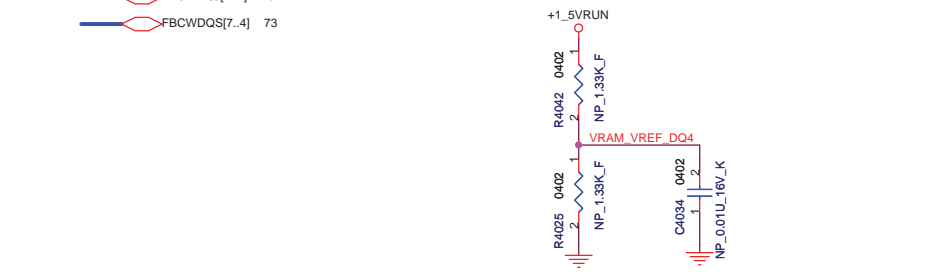 FBCWDQS[7..4] 73
+1_5VRUN
1
0402
R4042
NP_1.33K_F
2
VRAM_VREF_DQ4
1
0402
R4025
NP_1.33K_F
2
0402
2
C4034
1
NP_0.01U_16V_K